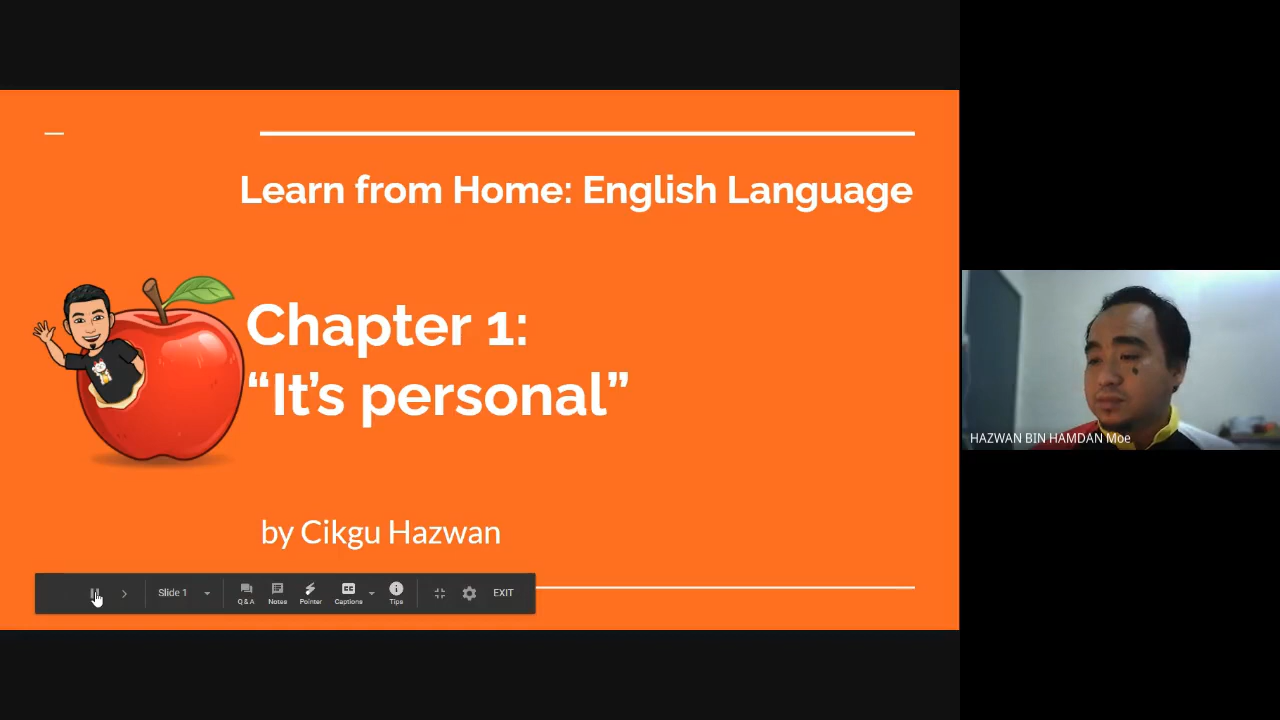 Learn from Home: English Language
Chapter 1:
“It’s personal”
by Cikgu Hazwan
Slide 1
Q & A
Notes
Pointer
Captions
Tips
EXIT
HAZWAN BIN HAMDAN Moe